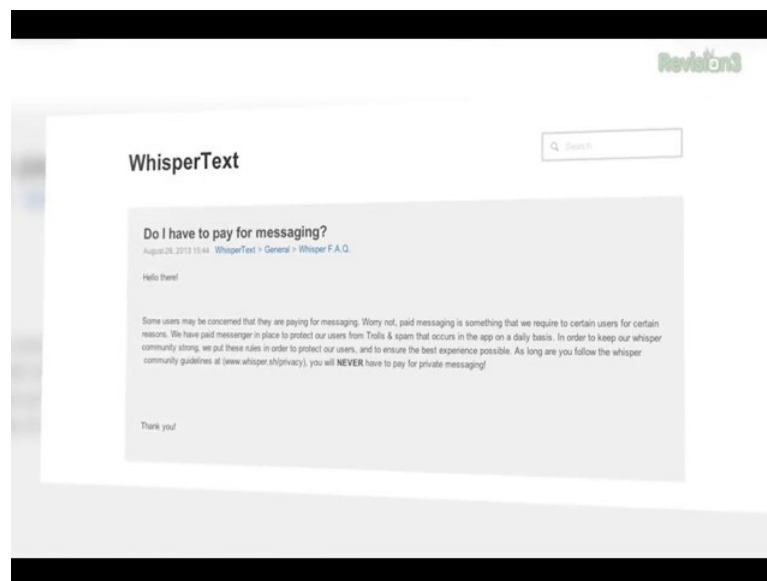 Revision3
WhisperText
Search
Do I have to pay for messaging?
August 28, 2013 15:44 WhisperText > General > Whisper F.A.Q.
Hello there!
Some users may be concerned that they are paying for messaging. Worry not, paid messaging is something that we require to certain users for certain
reasons. We have paid messenger in place to protect our users from Trolls & spam that occurs in the app on a daily basis. In order to keep our whisper
community strong, we put these rules in order to protect our users, and to ensure the best experience possible. As long are you follow the whisper
community guidelines at (www.whisper.sh/privacy), you will NEVER have to pay for private messaging!
Thank you!